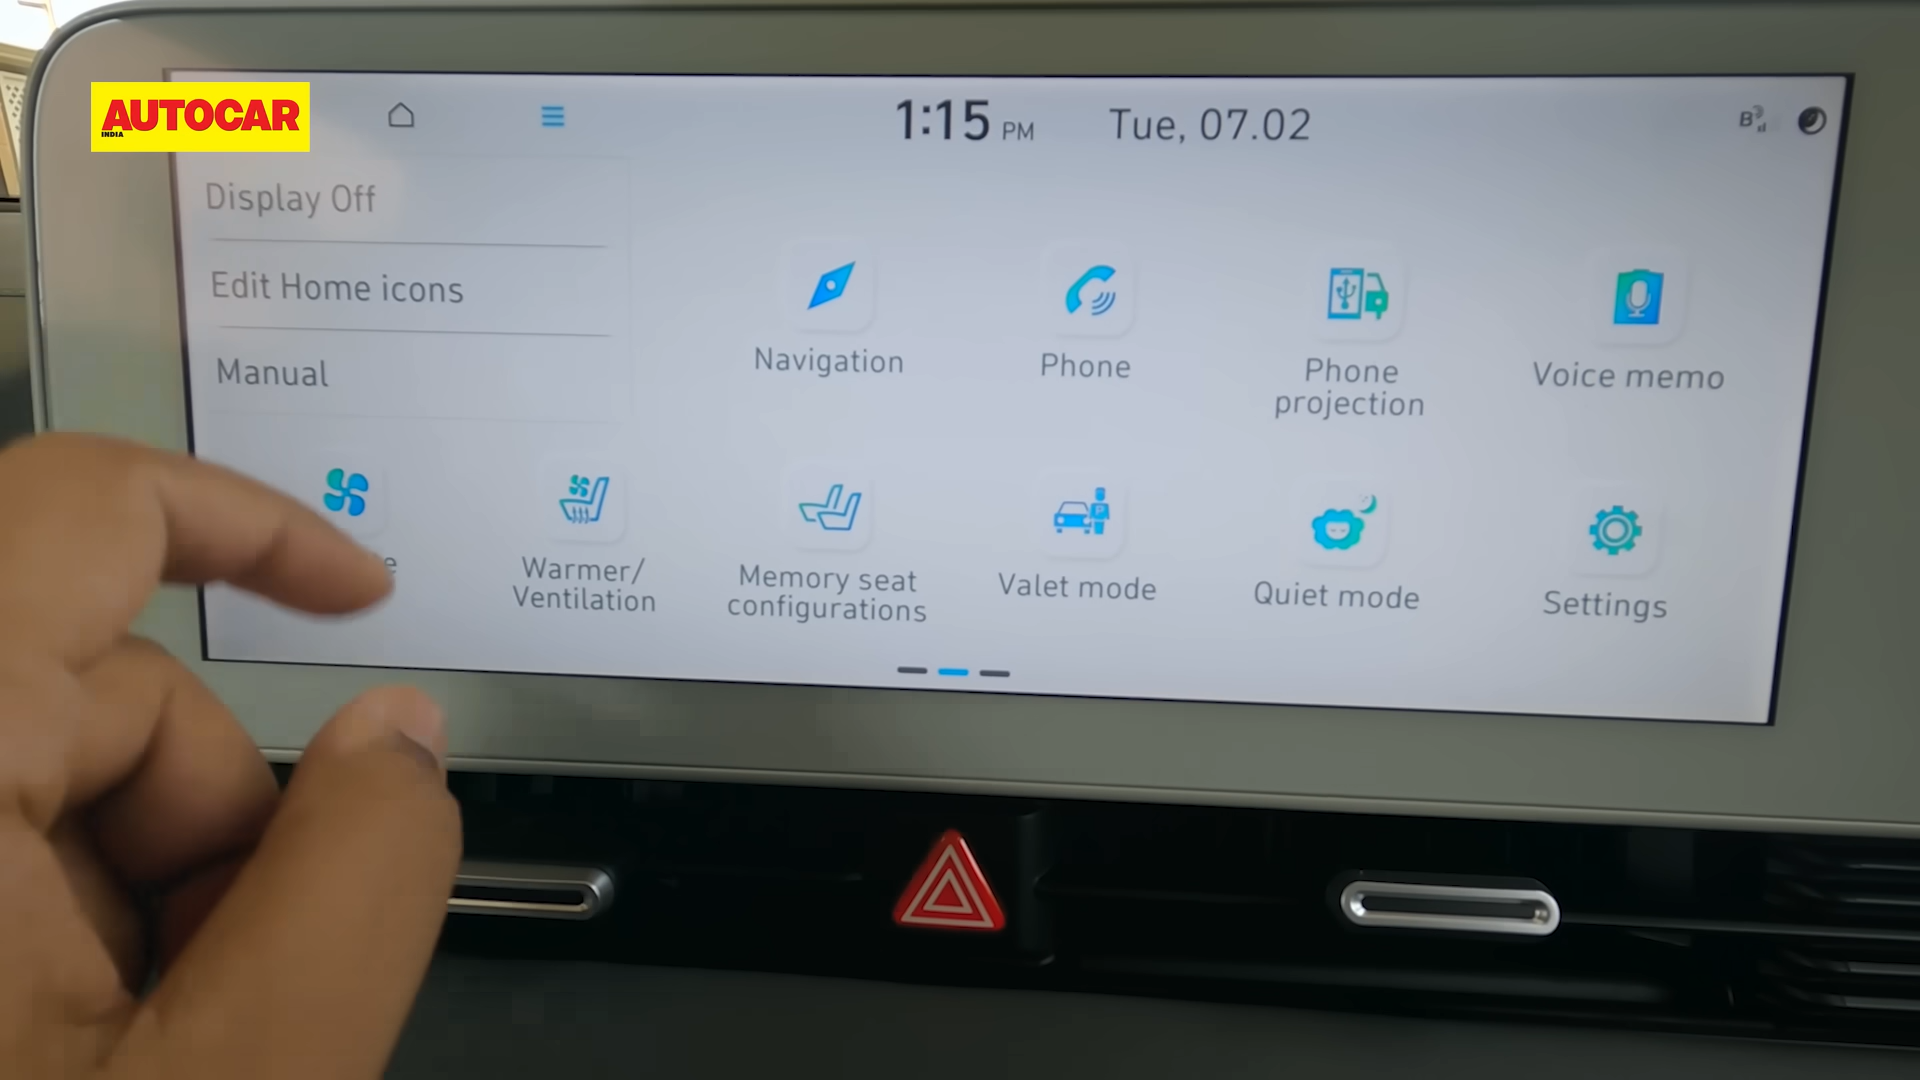 AUTOCAR
INDIA
1:15 PM Tue, 07.02
B
Display Off
Edit Home icons
Manual
Navigation
Phone
Phone
projection
Voice memo
Warmer/
Ventilation
Memory seat
configurations
Valet mode
Quiet mode
Settings